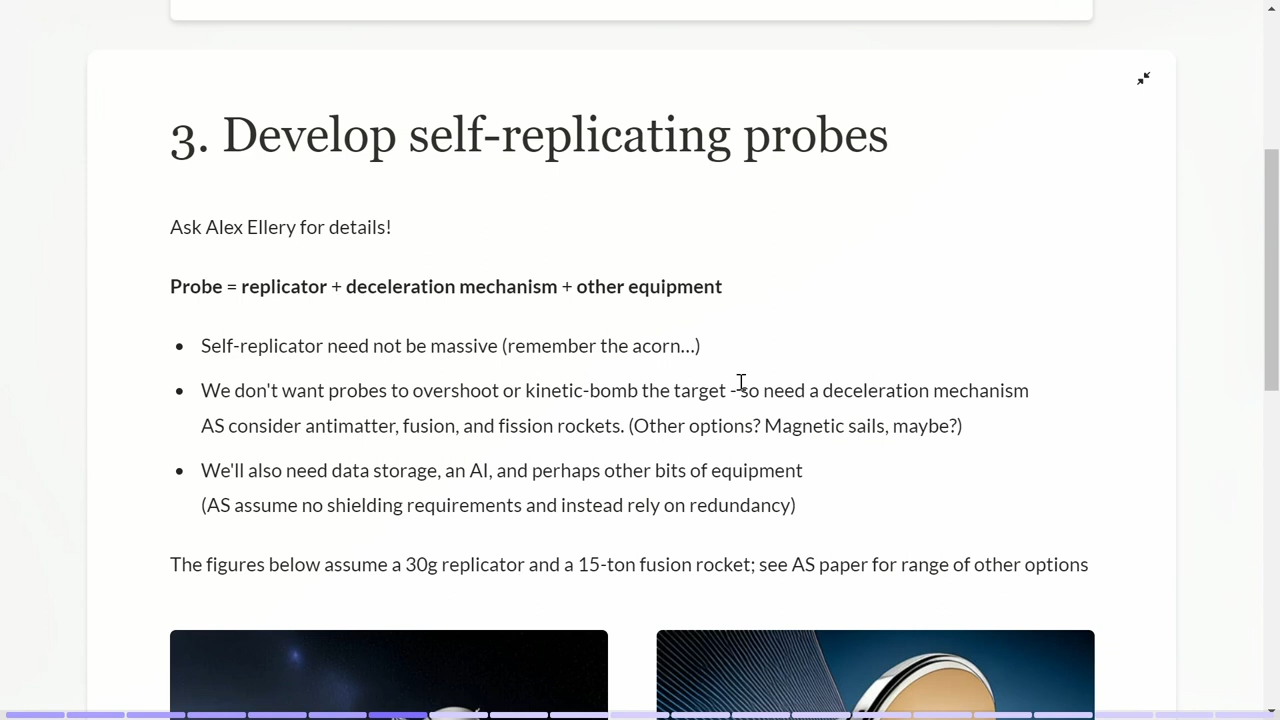 3. Develop self-replicating probes
Ask Alex Ellery for details!
Probe = replicator + deceleration mechanism + other equipment
• Self-replicator need not be massive (remember the acorn...)
• We don't want probes to overshoot or kinetic-bomb the target - so need a deceleration mechanism
AS consider antimatter, fusion, and fission rockets. (Other options? Magnetic sails, maybe?)
• We'll also need data storage, an AI, and perhaps other bits of equipment
(AS assume no shielding requirements and instead rely on redundancy)
The figures below assume a 30g replicator and a 15-ton fusion rocket; see AS paper for range of other options